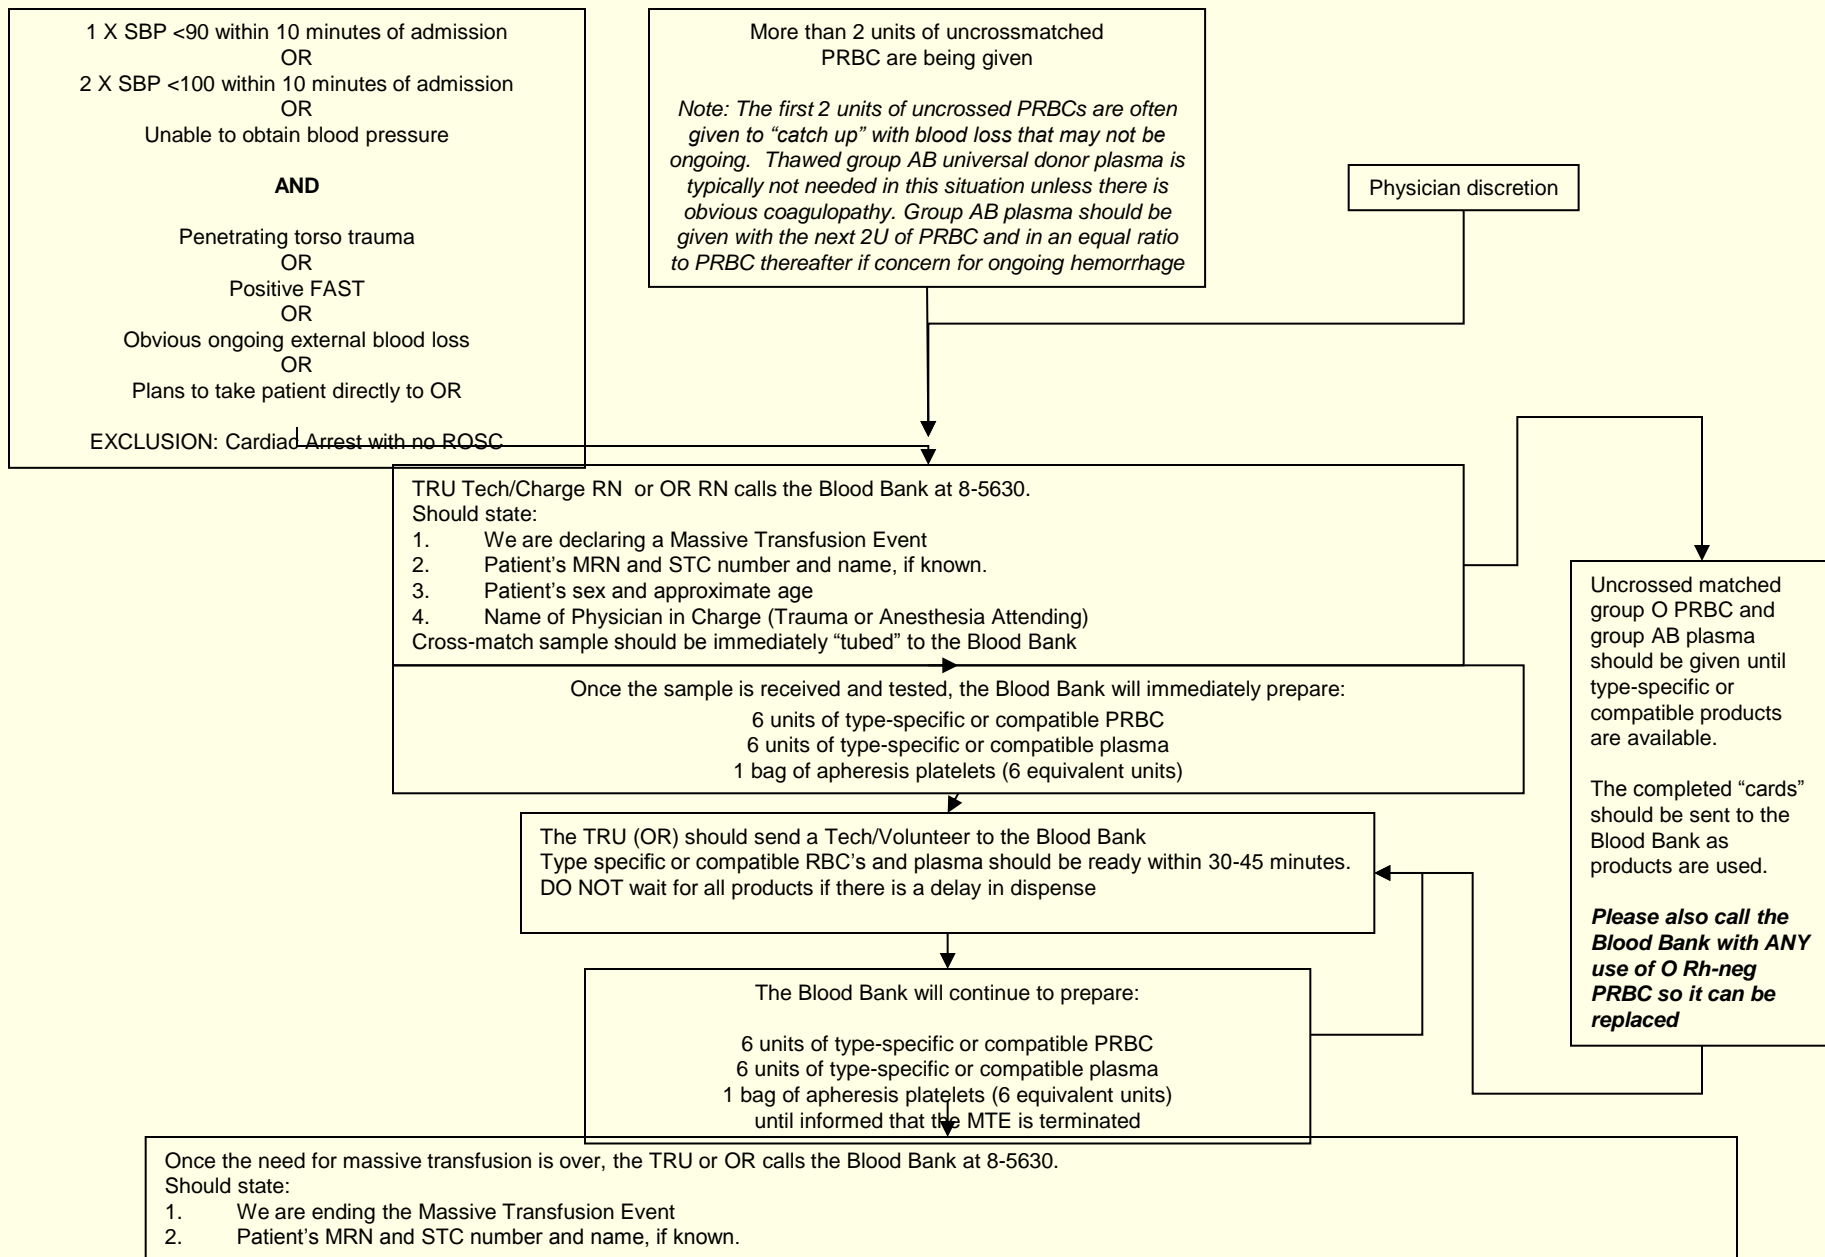 1 X SBP <90 within 10 minutes of admission
OR
2 X SBP <100 within 10 minutes of admission
OR
Unable to obtain blood pressure
AND
Penetrating torso trauma
OR
Positive FAST
OR
Obvious ongoing external blood loss
OR
Plans to take patient directly to OR
EXCLUSION: Cardiac Arrest with no ROSC
More than 2 units of uncrossmatched
PRBC are being given
Note: The first 2 units of uncrossed PRBCs are often
given to “catch up” with blood loss that may not be
ongoing. Thawed group AB universal donor plasma is
typically not needed in this situation unless there is
obvious coagulopathy. Group AB plasma should be
given with the next 2U of PRBC and in an equal ratio
to PRBC thereafter if concern for ongoing hemorrhage
Physician discretion
TRU Tech/Charge RN or OR RN calls the Blood Bank at 8-5630.
Should state:
1. We are declaring a Massive Transfusion Event
2. Patient’s MRN and STC number and name, if known.
3. Patient’s sex and approximate age
4. Name of Physician in Charge (Trauma or Anesthesia Attending)
Cross-match sample should be immediately “tubed” to the Blood Bank
Once the sample is received and tested, the Blood Bank will immediately prepare:
6 units of type-specific or compatible PRBC
6 units of type-specific or compatible plasma
1 bag of apheresis platelets (6 equivalent units)
The TRU (OR) should send a Tech/Volunteer to the Blood Bank
Type specific or compatible RBC’s and plasma should be ready within 30-45 minutes.
DO NOT wait for all products if there is a delay in dispense
Uncrossed matched
group O PRBC and
group AB plasma
should be given until
type-specific or
compatible products
are available.
The completed “cards”
should be sent to the
Blood Bank as
products are used.
Please also call the
Blood Bank with ANY
use of O Rh-neg
PRBC so it can be
replaced
The Blood Bank will continue to prepare:
6 units of type-specific or compatible PRBC
6 units of type-specific or compatible plasma
1 bag of apheresis platelets (6 equivalent units)
until informed that the MTE is terminated
Once the need for massive transfusion is over, the TRU or OR calls the Blood Bank at 8-5630.
Should state:
1. We are ending the Massive Transfusion Event
2. Patient’s MRN and STC number and name, if known.